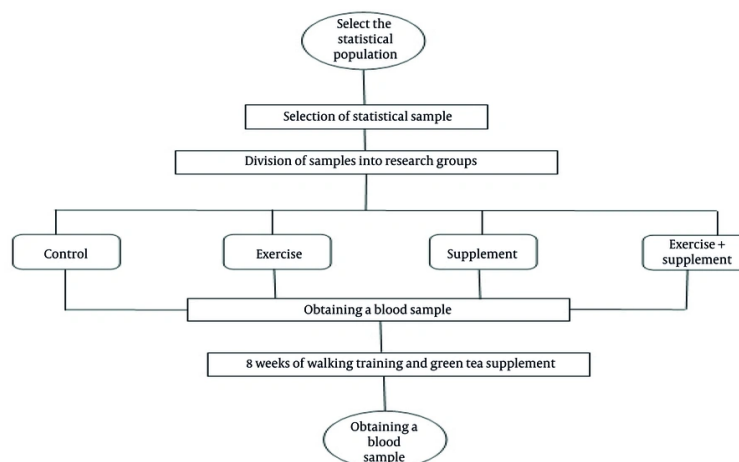 Select the
statistical
population
Selection of statistical sample
Division of samples into research groups
Control
Exercise
Supplement
Exercise +
supplement
Obtaining a blood sample
8 weeks of walking training and green tea supplement
Obtaining a
blood
sample